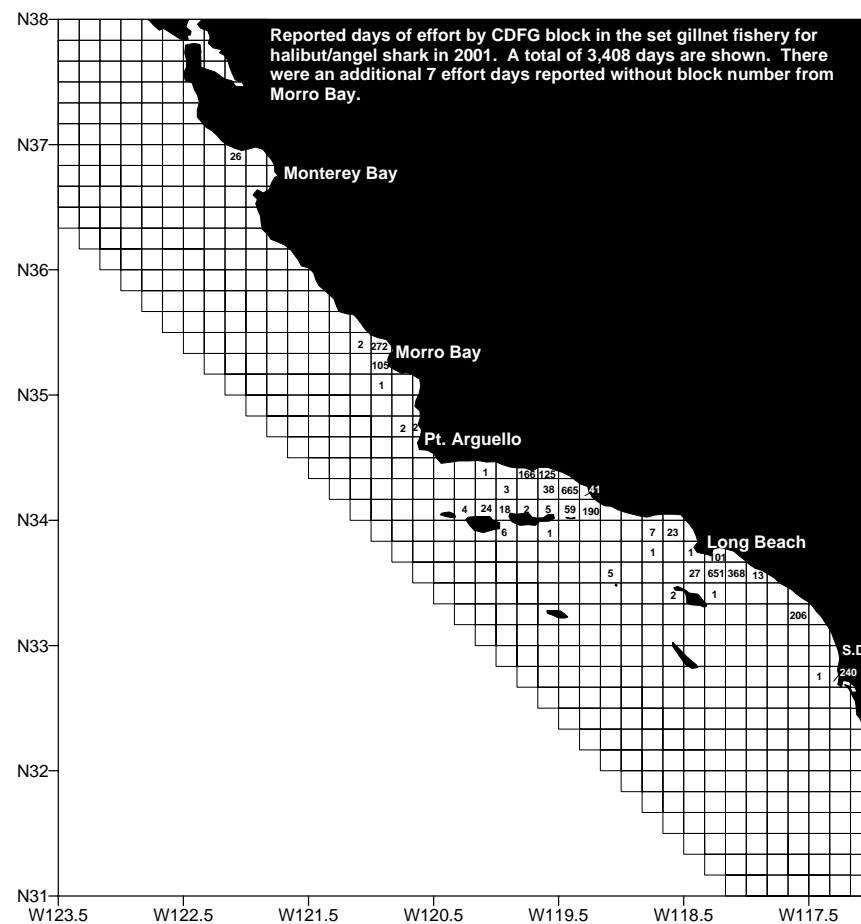 N38
Reported days of effort by CDFG block in the set gillnet fishery for
halibut/angel shark in 2001. A total of 3,408 days are shown. There
were an additional 7 effort days reported without block number from
Morro Bay.
N37
26
Monterey Bay
N36
2 272
Morro Bay
105
N35
1
2 2
Pt. Arguello
1 166 125
3 38 665 41
4 24 18 2 5 59 190
N34
6 1 7 23
Long Beach
1 1 101
5 27 651 368 13
2 1
206
N33
S.D
1 240
N32
N31
W123.5 W122.5 W121.5 W120.5 W119.5 W118.5 W117.5